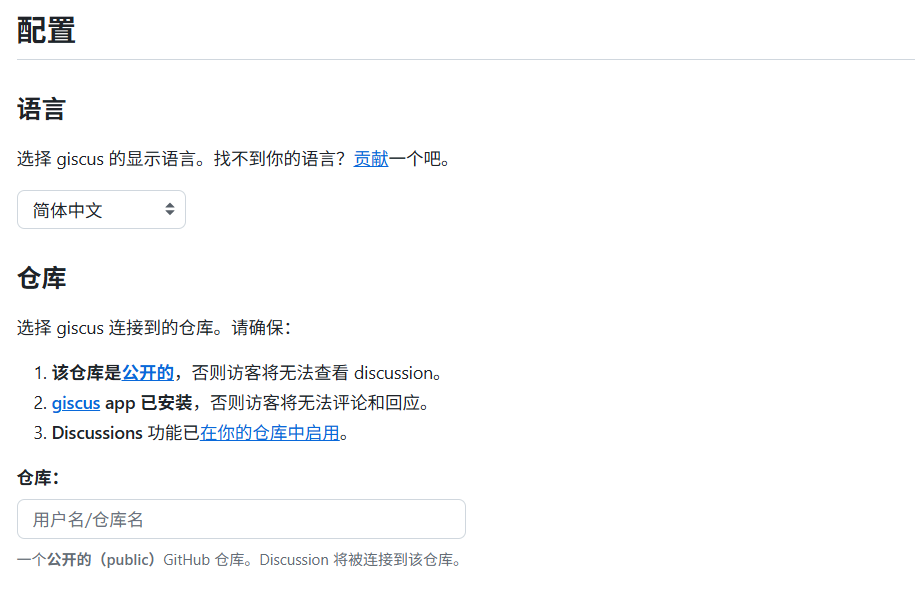 配置
语言
选择 giscus 的显示语言。找不到你的语言？贡献一个吧。
简体中文
仓库
选择 giscus 连接到的仓库。请确保：
1. 该仓库是公开的，否则访客将无法查看 discussion。
2. giscus app 已安装，否则访客将无法评论和回应。
3. Discussions 功能已在你的仓库中启用。
仓库：
用户名/仓库名
一个公开的（public）GitHub 仓库。Discussion 将被连接到该仓库。